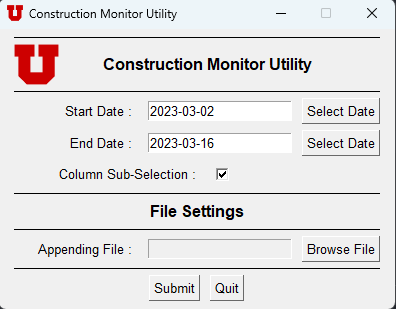 Construction Monitor Utility
Construction Monitor Utility
Start Date : 2023-03-02 Select Date
End Date : 2023-03-16 Select Date
Column Sub-Selection :
File Settings
Appending File : Browse File
Submit Quit